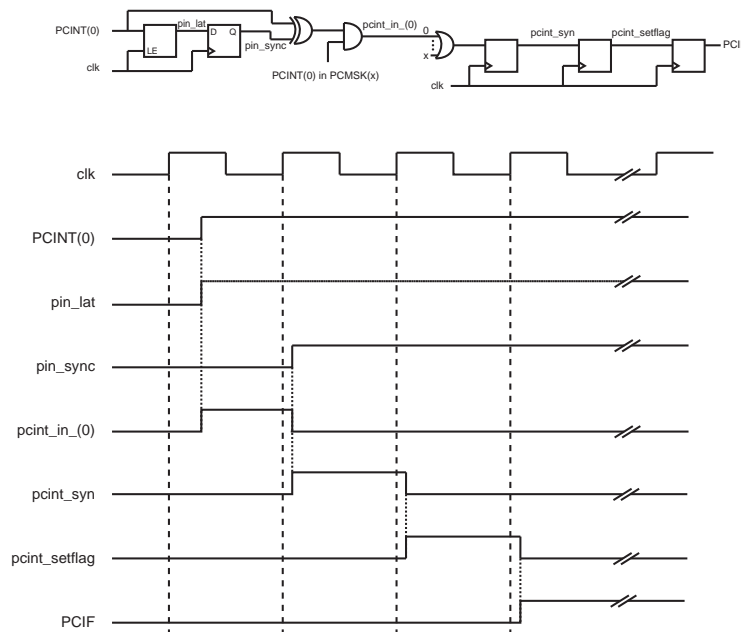 PCINT(0)
pin_lat
D Q
LE
clk
pin_sync
pcint_in_(0)
0
x
PCINT(0) in PCMSK(x)
pcint_syn
pcint_setflag
PCI
clk
clk
PCINT(0)
pin_lat
pin_sync
pcint_in_(0)
pcint_syn
pcint_setflag
PCIF